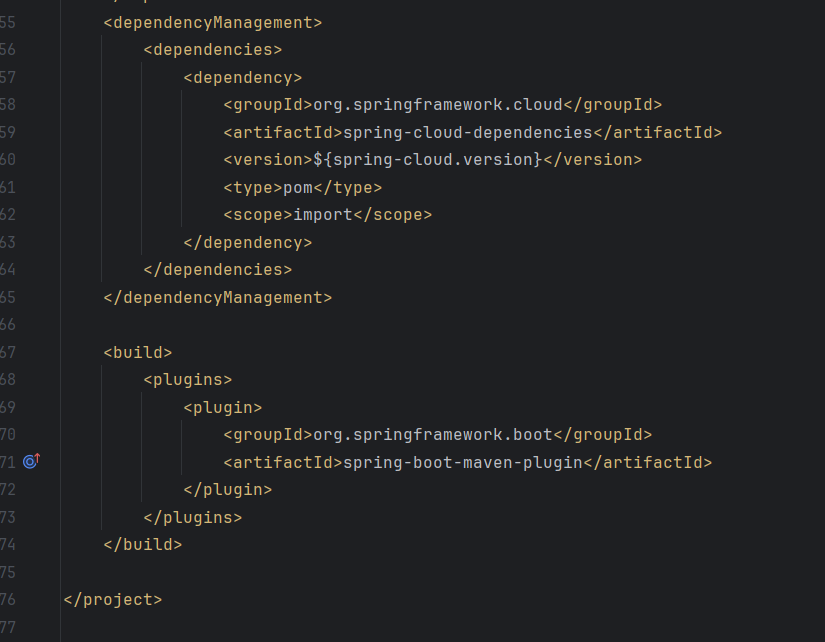 55 <dependencyManagement>
56 <dependencies>
57 <dependency>
58 <groupId>org.springframework.cloud</groupId>
59 <artifactId>spring-cloud-dependencies</artifactId>
60 <version>${spring-cloud.version}</version>
61 <type>pom</type>
62 <scope>import</scope>
63 </dependency>
64 </dependencies>
65 </dependencyManagement>
66
67 <build>
68 <plugins>
69 <plugin>
70 <groupId>org.springframework.boot</groupId>
71 <artifactId>spring-boot-maven-plugin</artifactId>
72 </plugin>
73 </plugins>
74 </build>
75
76 </project>
77